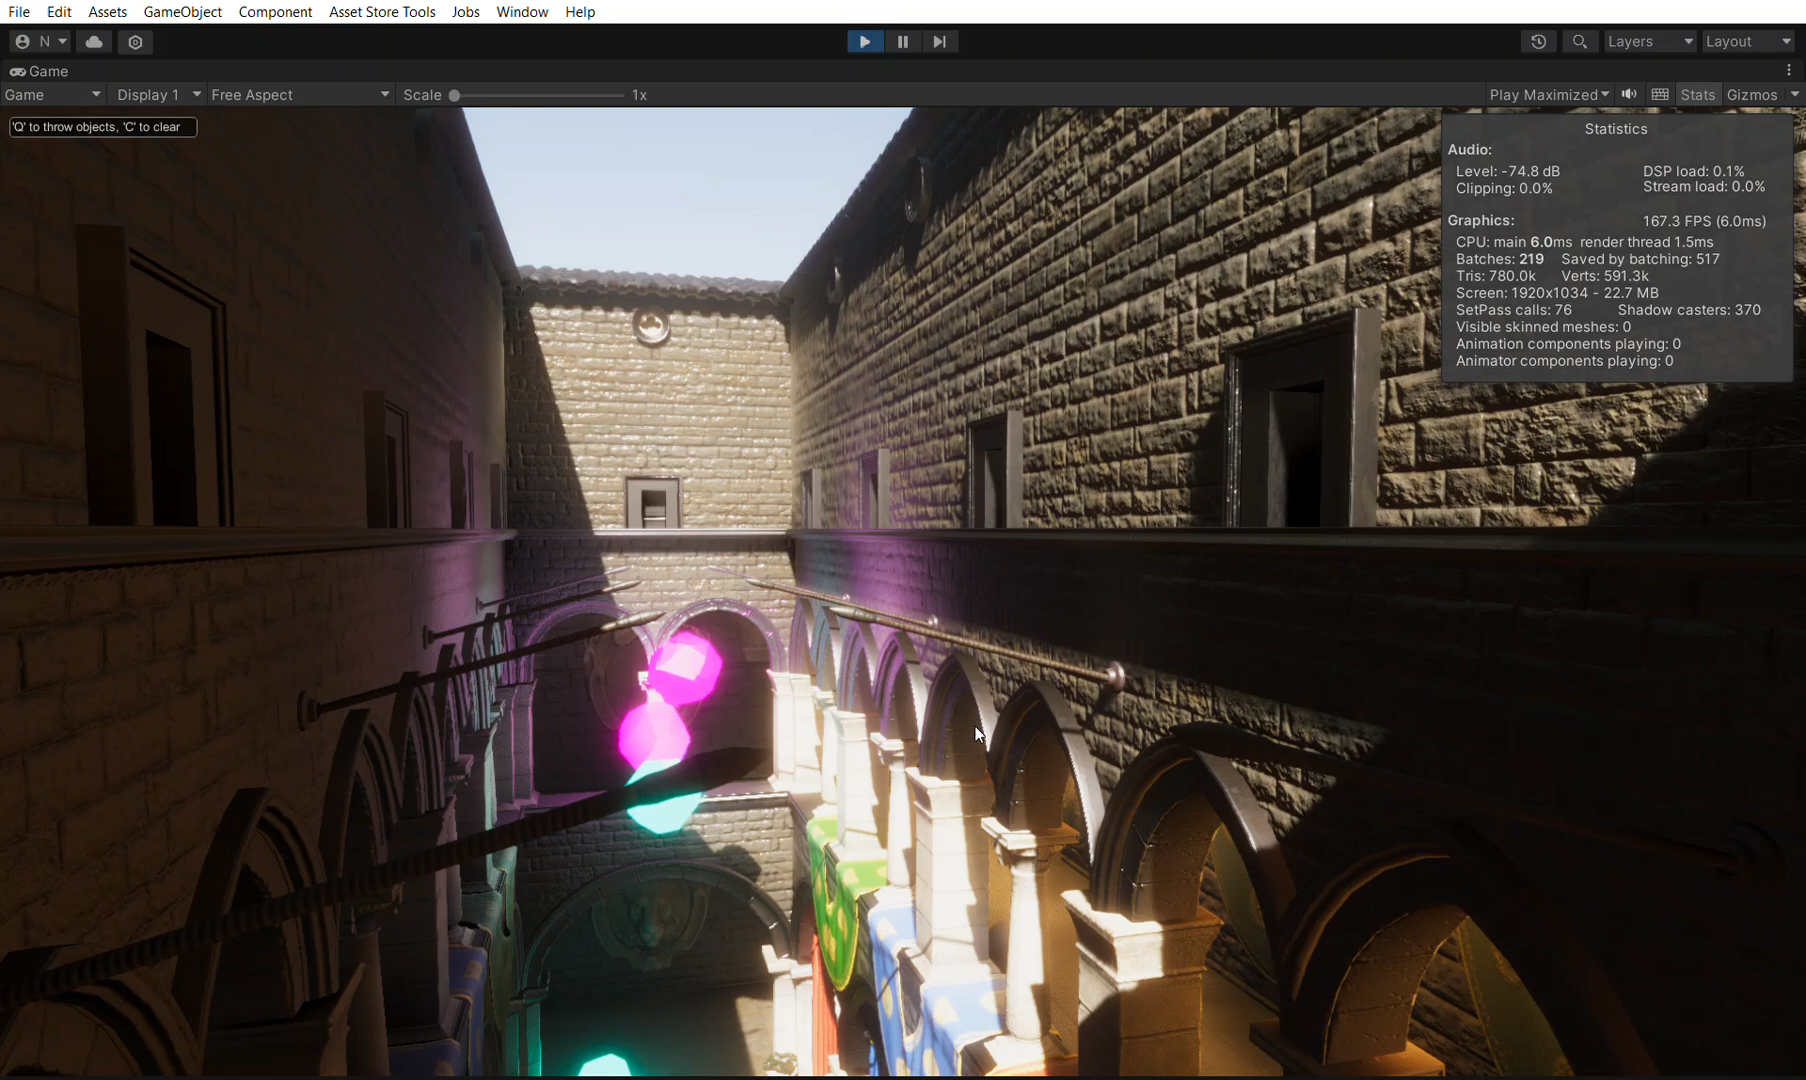 File Edit Assets GameObject Component Asset Store Tools Jobs Window Help
N Layers Layout
Game
Game Display 1 Free Aspect Scale 1x Play Maximized Stats Gizmos
'Q' to throw objects, 'C' to clear
Statistics
Audio:
Level: -74.8 dB DSP load: 0.1%
Clipping: 0.0% Stream load: 0.0%
Graphics: 167.3 FPS (6.0ms)
CPU: main 6.0ms render thread 1.5ms
Batches: 219 Saved by batching: 517
Tris: 780.0k Verts: 591.3k
Screen: 1920x1034 - 22.7 MB
SetPass calls: 76 Shadow casters: 370
Visible skinned meshes: 0
Animation components playing: 0
Animator components playing: 0